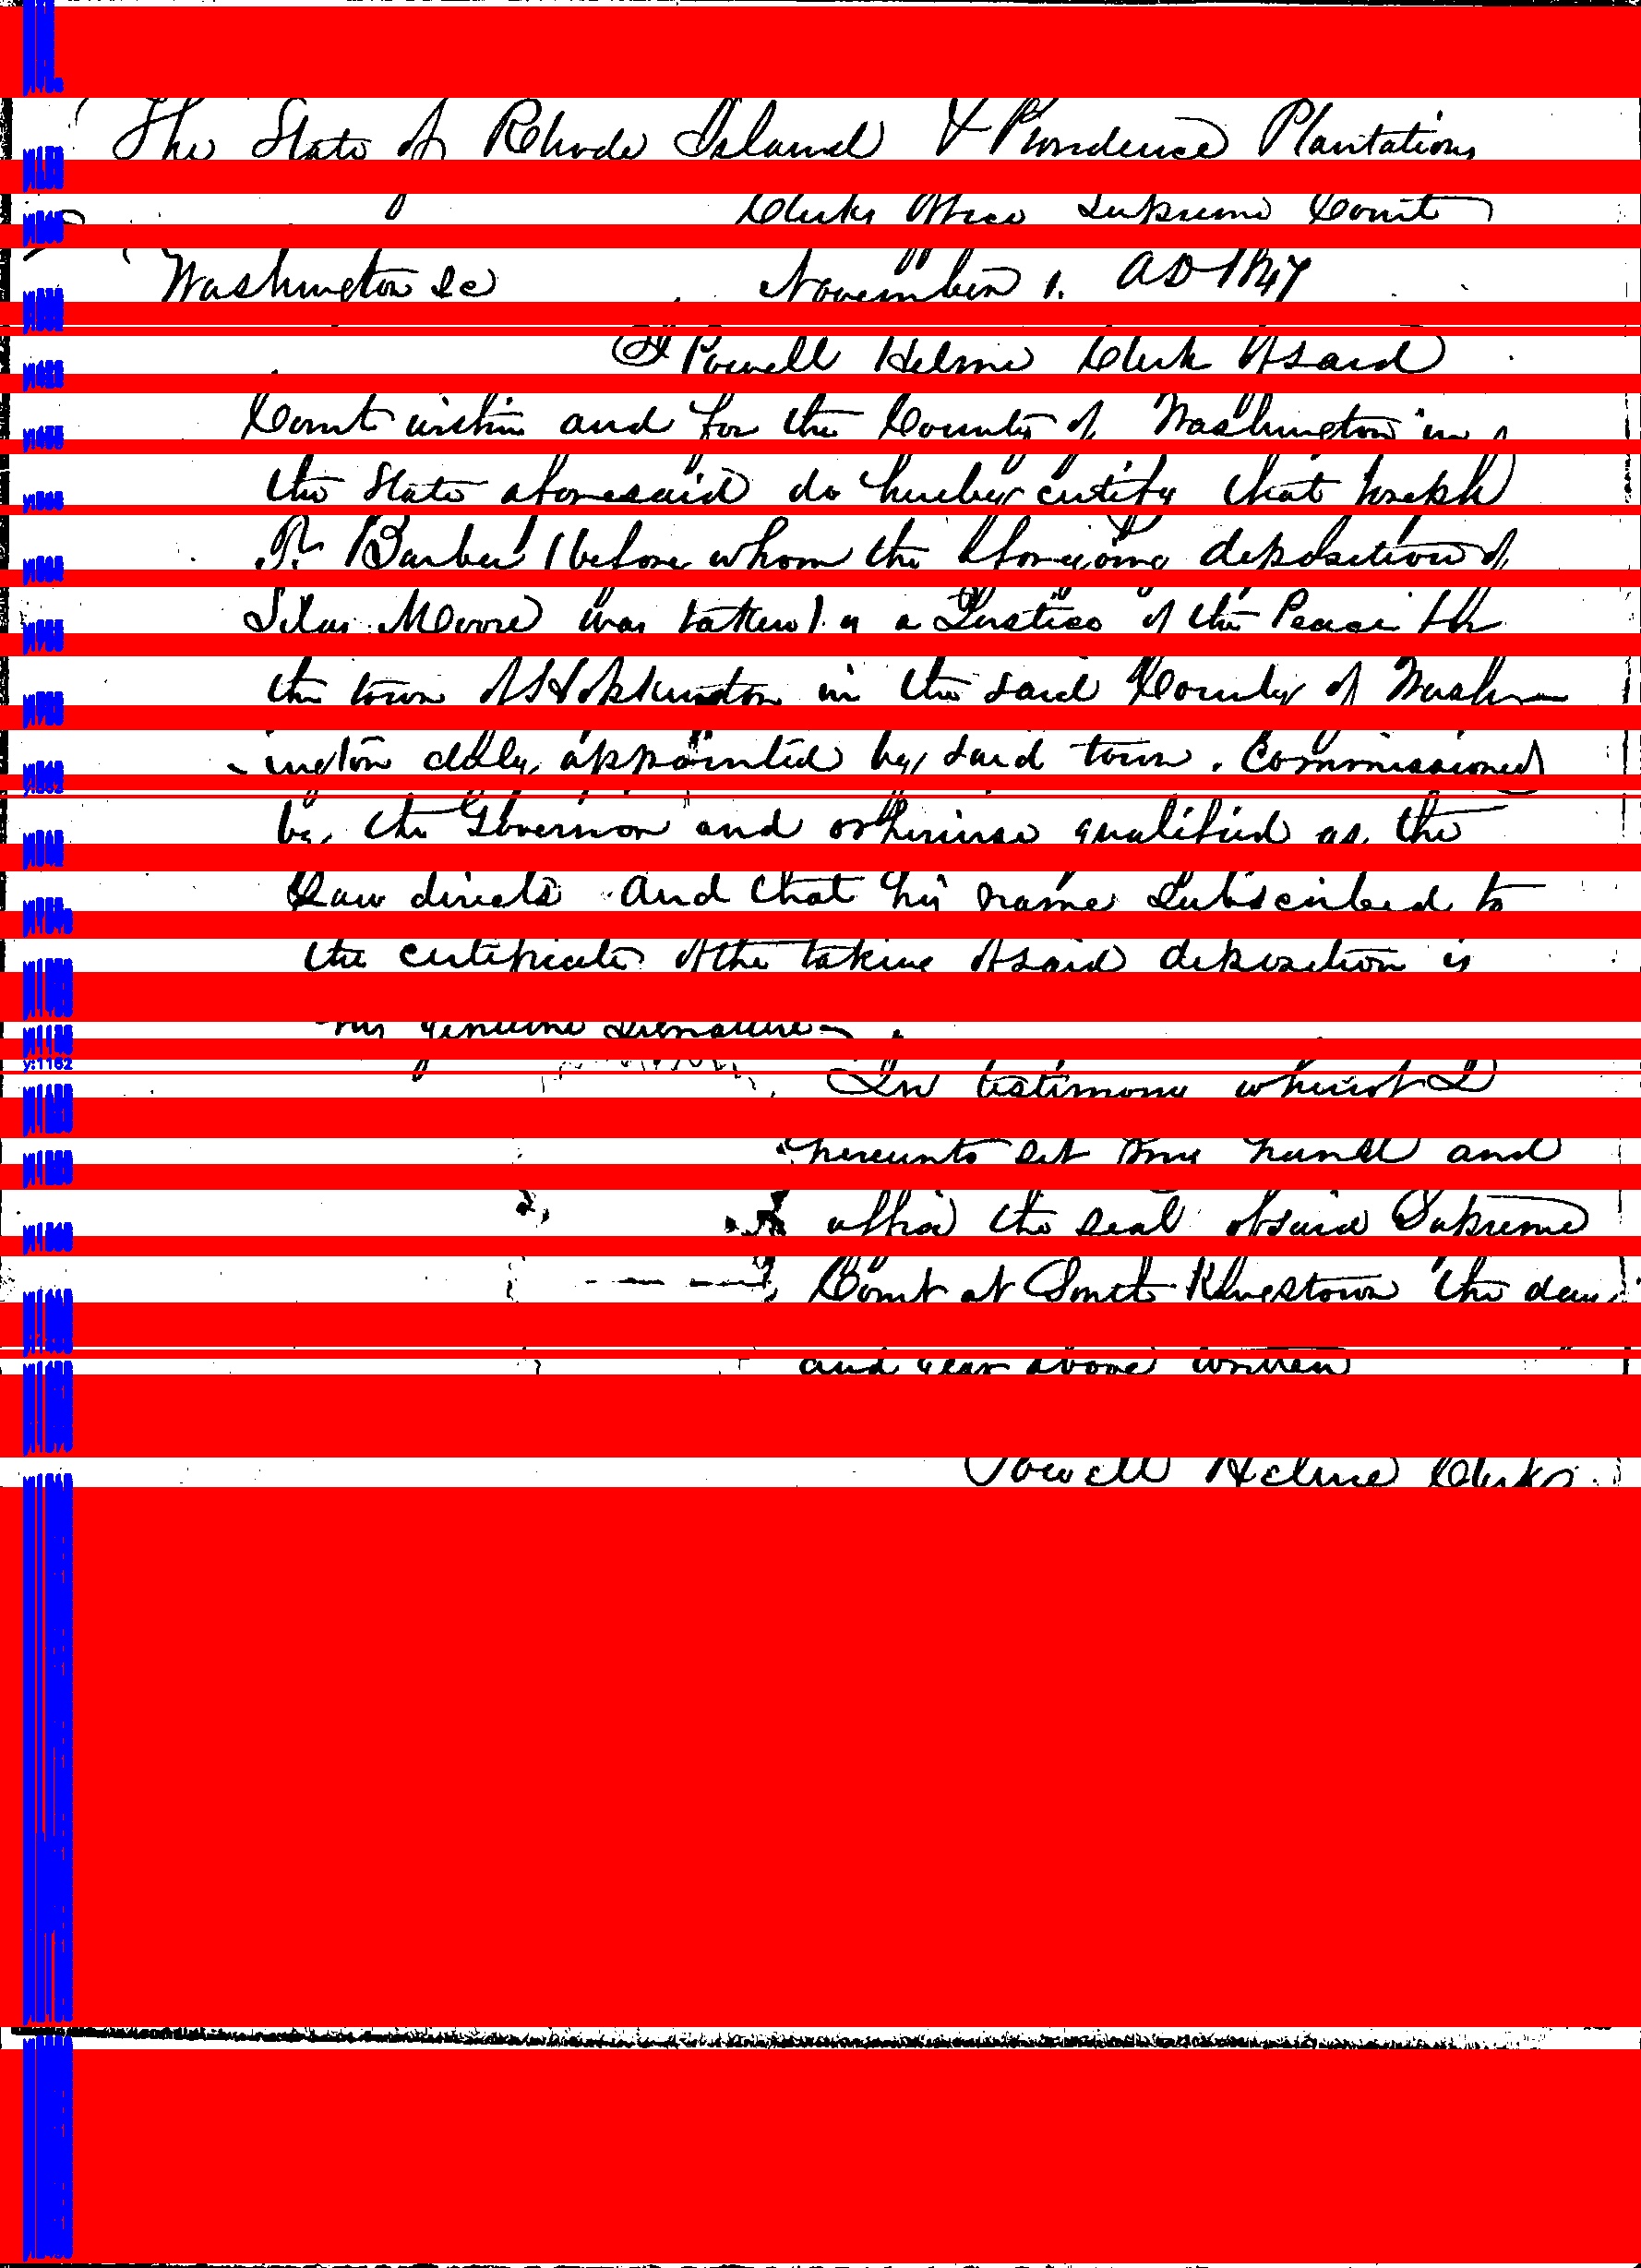 The State of Rhode Island & Providence Plantations
Clerks Office Supreme Court
Washington Sc November 1. AD 1847
I Powell Helme Clerk of said
Court within and for the County of Washington in
the State aforesaid do hereby certify that Joseph
Barber (before whom the foregoing deposition of
Silas Moore was taken) is a Justice of the Peace
the town of Hopkinton in the said County of Wash-
-ington duly appointed by said town, Commissioned
by the Governor and otherwise qualified as the
Law directs and that his name Subscribed to
the certificate of the taking of said deposition is
his genuine signature
In testimony whereof I
hereunto set my hand and
affix the seal of said Supreme
Court at South Kingstown the day
and year above written
Powell Helme Clerk